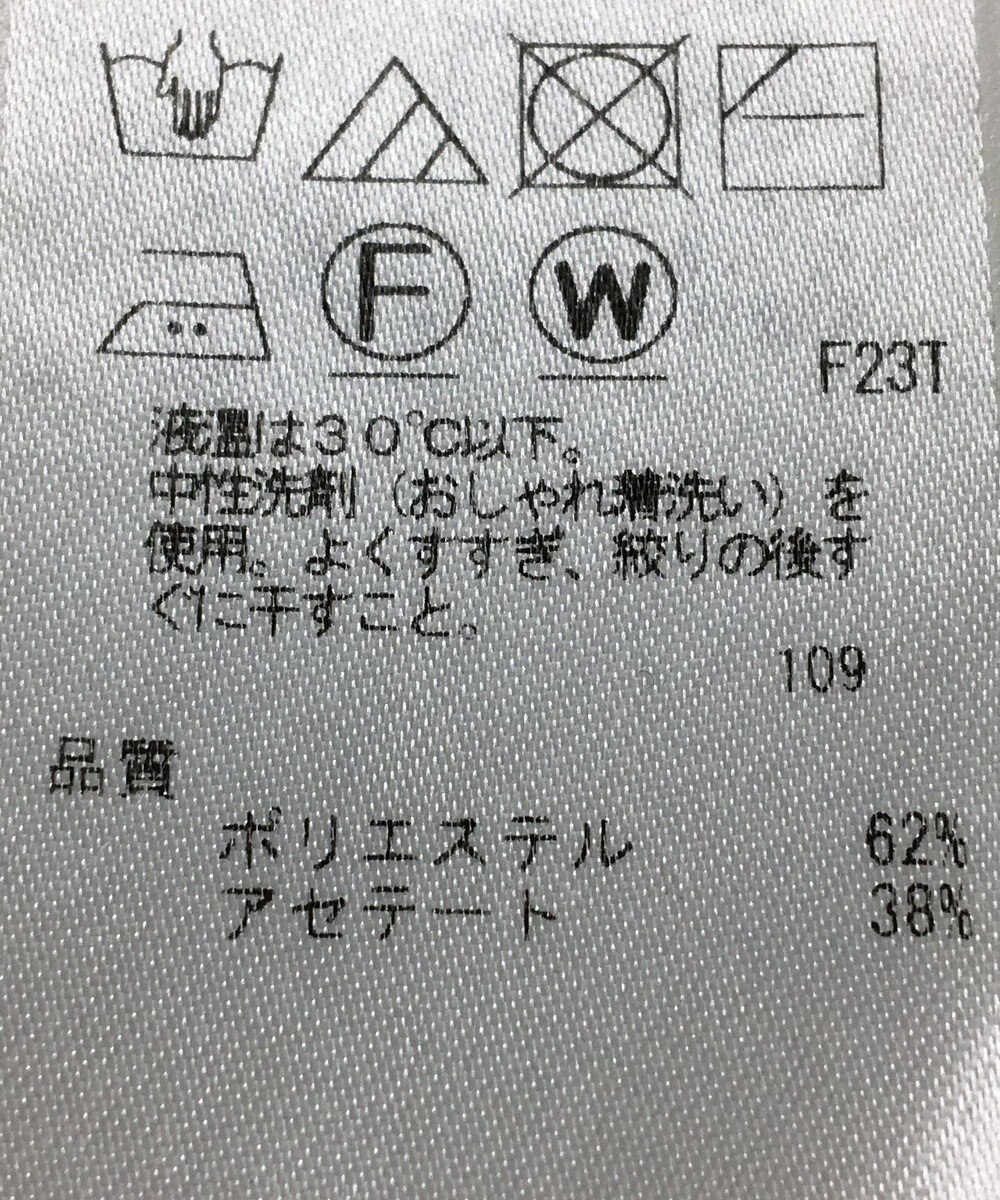 F
W
F23T
液温は30℃以下。
中性洗剤（おしゃれ着洗い）を
使用。よくすすぎ、絞りの後す
ぐに干すこと。
109
品質
ポリエステル 62%
アセテート 38%